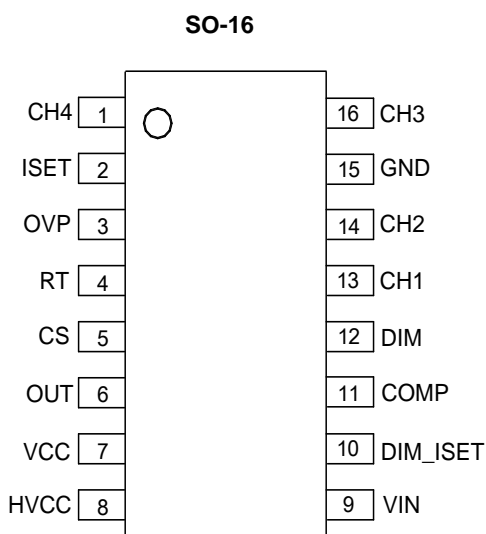 SO-16
CH4 1 16 CH3
ISET 2 15 GND
OVP 3 14 CH2
RT 4 13 CH1
CS 5 12 DIM
OUT 6 11 COMP
VCC 7 10 DIM_ISET
HVCC 8 9 VIN